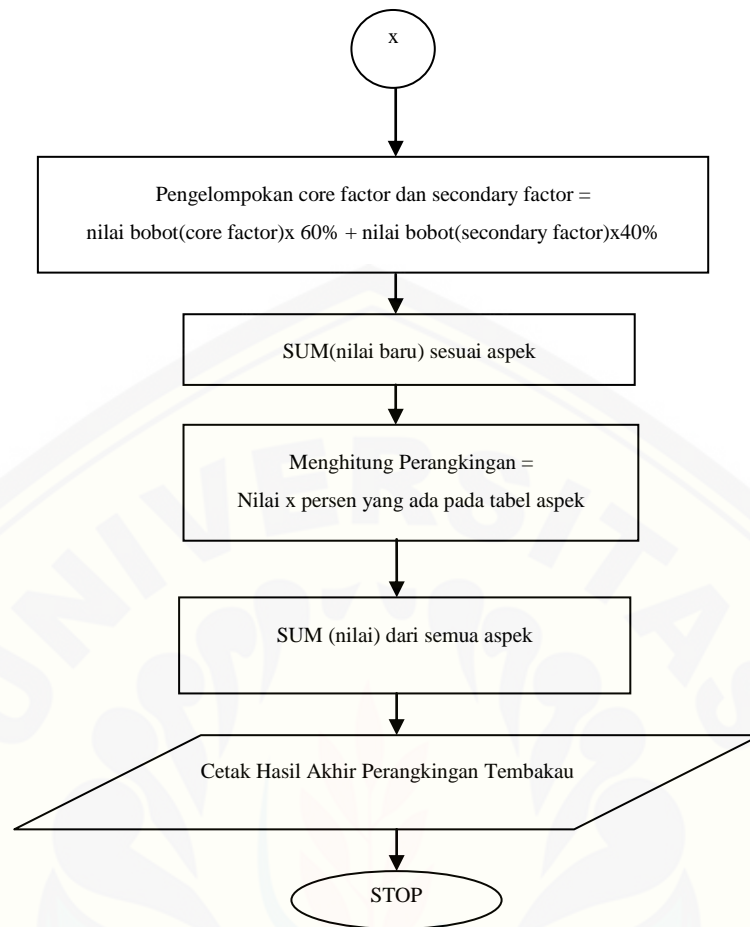 x
Pengelompokan core factor dan secondary factor =
nilai bobot(core factor)x 60% + nilai bobot(secondary factor)x40%
SUM(nilai baru) sesuai aspek
Menghitung Perangkingan =
Nilai x persen yang ada pada tabel aspek
SUM (nilai) dari semua aspek
Cetak Hasil Akhir Perangkingan Tembakau
STOP
UNIVERSITAS